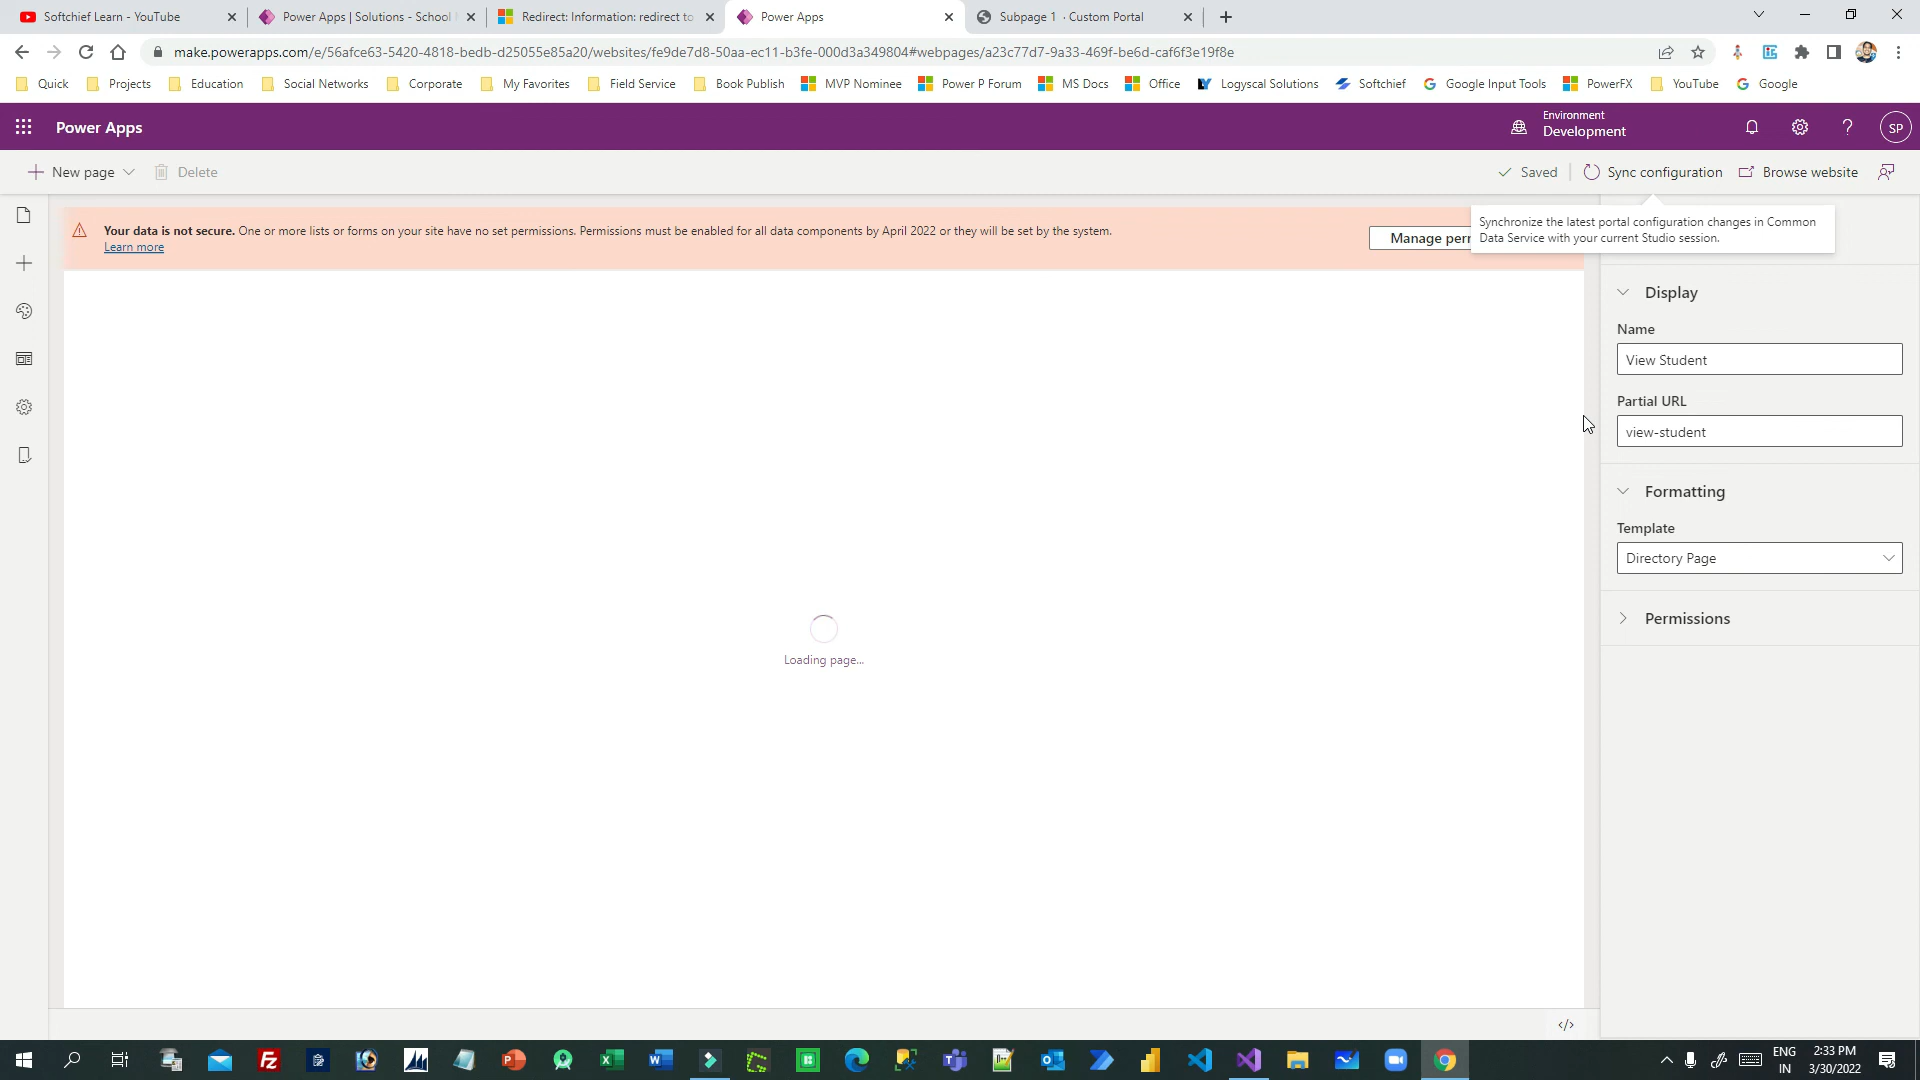 Softchief Learn - YouTube
Power Apps | Solutions - School
Redirect: Information: redirect to
Power Apps
Subpage 1 · Custom Portal
make.powerapps.com/e/56afce63-5420-4818-bedb-d25055e85a20/websites/fe9de7d8-50aa-ec11-b3fe-000d3a349804#webpages/a23c77d7-9a33-469f-be6d-caf6f3e19f8e
Quick
Projects
Education
Social Networks
Corporate
My Favorites
Field Service
Book Publish
MVP Nominee
Power P Forum
MS Docs
Office
Logyscal Solutions
Softchief
Google Input Tools
PowerFX
YouTube
Google
Power Apps
Environment
Development
SP
New page
Delete
Saved
Sync configuration
Browse website
Your data is not secure. One or more lists or forms on your site have no set permissions. Permissions must be enabled for all data components by April 2022 or they will be set by the system.
Learn more
Manage perr
Synchronize the latest portal configuration changes in Common
Data Service with your current Studio session.
Display
Name
View Student
Partial URL
view-student
Formatting
Template
Directory Page
Permissions
Loading page...
</>
ENG
IN
2:33 PM
3/30/2022